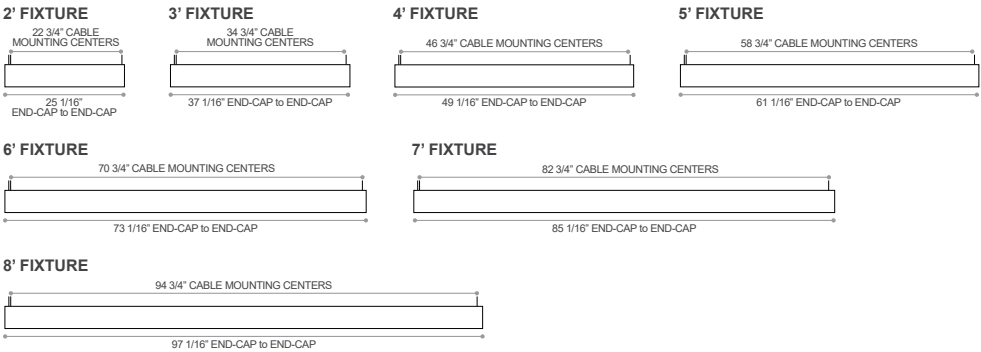 2’ FIXTURE
22 3/4” CABLE
MOUNTING CENTERS
25 1/16”
END-CAP to END-CAP
3’ FIXTURE
34 3/4” CABLE
MOUNTING CENTERS
37 1/16” END-CAP to END-CAP
4’ FIXTURE
46 3/4” CABLE MOUNTING CENTERS
49 1/16” END-CAP to END-CAP
5’ FIXTURE
58 3/4” CABLE MOUNTING CENTERS
61 1/16” END-CAP to END-CAP
6’ FIXTURE
70 3/4” CABLE MOUNTING CENTERS
73 1/16” END-CAP to END-CAP
7’ FIXTURE
82 3/4” CABLE MOUNTING CENTERS
85 1/16” END-CAP to END-CAP
8’ FIXTURE
94 3/4” CABLE MOUNTING CENTERS
97 1/16” END-CAP to END-CAP